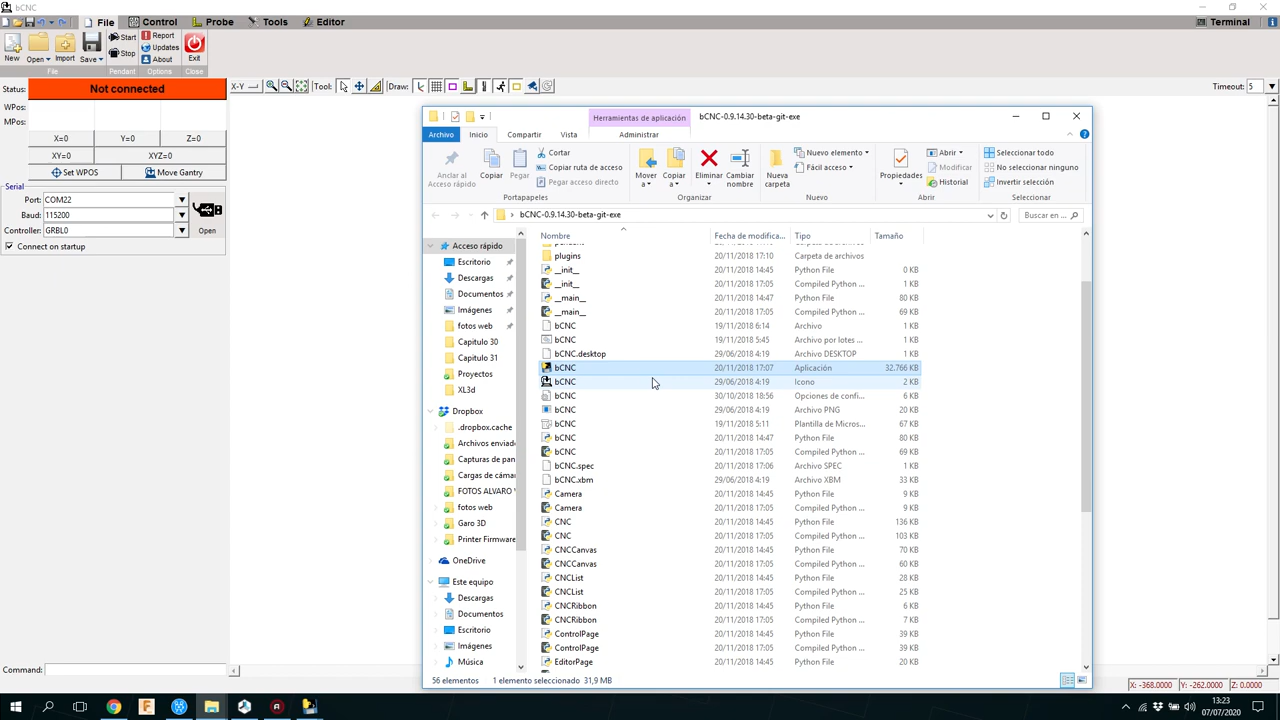 bCNC
File
Control
Probe
Tools
Editor
Terminal
New
Open
Import
Save
Start
Stop
Report
Updates
About
Exit
File
Pendant
Options
Close
Status:
Not connected
X-Y
Tool:
Draw:
Timeout: 5
WPos:
MPos:
X=0
Y=0
Z=0
XY=0
XYZ=0
Set WPOS
Move Gantry
Serial
Port: COM22
Baud: 115200
Controller: GRBL0
Open
Connect on startup
Command:
Herramientas de aplicación
bCNC-0.9.14.30-beta-git-exe
Archivo
Inicio
Compartir
Vista
Administrar
Anclar al
Acceso rápido
Copiar
Pegar
Cortar
Copiar ruta de acceso
Pegar acceso directo
Portapapeles
Mover
a
Copiar
a
Eliminar
Cambiar
nombre
Organizar
Nueva
carpeta
Nuevo elemento
Fácil acceso
Nuevo
Propiedades
Abrir
Modificar
Historial
Abrir
Seleccionar todo
No seleccionar ninguno
Invertir selección
Seleccionar
bCNC-0.9.14.30-beta-git-exe
Buscar en ...
Acceso rápido
Escritorio
Descargas
Documentos
Imágenes
fotos web
Capitulo 30
Capitulo 31
Proyectos
XL3d
Dropbox
.dropbox.cache
Archivos enviado
Capturas de pan
Cargas de cáma
FOTOS ALVARO
fotos web
Garo 3D
Printer Firmware
OneDrive
Este equipo
Descargas
Documentos
Escritorio
Imágenes
Música
Nombre Fecha de modifica... Tipo Tamaño
plugins 20/11/2018 17:10 Carpeta de archivos
__init__ 20/11/2018 14:45 Python File 0 KB
__init__ 20/11/2018 17:05 Compiled Python ... 1 KB
__main__ 20/11/2018 14:47 Python File 80 KB
__main__ 20/11/2018 17:05 Compiled Python ... 69 KB
bCNC 19/11/2018 6:14 Archivo 1 KB
bCNC 19/11/2018 5:45 Archivo por lotes ... 1 KB
bCNC.desktop 29/06/2018 4:19 Archivo DESKTOP 1 KB
bCNC 20/11/2018 17:07 Aplicación 32.766 KB
bCNC 29/06/2018 4:19 Icono 2 KB
bCNC 30/10/2018 18:56 Opciones de confi... 6 KB
bCNC 29/06/2018 4:19 Archivo PNG 20 KB
bCNC 19/11/2018 5:11 Plantilla de Micros... 67 KB
bCNC 20/11/2018 14:47 Python File 80 KB
bCNC 20/11/2018 17:05 Compiled Python ... 69 KB
bCNC.spec 20/11/2018 17:06 Archivo SPEC 1 KB
bCNC.xbm 29/06/2018 4:19 Archivo XBM 33 KB
Camera 20/11/2018 14:45 Python File 9 KB
Camera 20/11/2018 17:05 Compiled Python ... 9 KB
CNC 20/11/2018 14:45 Python File 136 KB
CNC 20/11/2018 17:05 Compiled Python ... 103 KB
CNCCanvas 20/11/2018 14:45 Python File 70 KB
CNCCanvas 20/11/2018 17:05 Compiled Python ... 60 KB
CNCList 20/11/2018 14:45 Python File 28 KB
CNCList 20/11/2018 17:05 Compiled Python ... 25 KB
CNCRibbon 20/11/2018 14:45 Python File 6 KB
CNCRibbon 20/11/2018 17:05 Compiled Python ... 7 KB
ControlPage 20/11/2018 14:45 Python File 39 KB
ControlPage 20/11/2018 17:05 Compiled Python ... 39 KB
EditorPage 20/11/2018 14:45 Python File 20 KB
56 elementos 1 elemento seleccionado 31,9 MB
X: -368.0000 Y: -262.0000 Z: 0.0000
13:23
07/07/2020